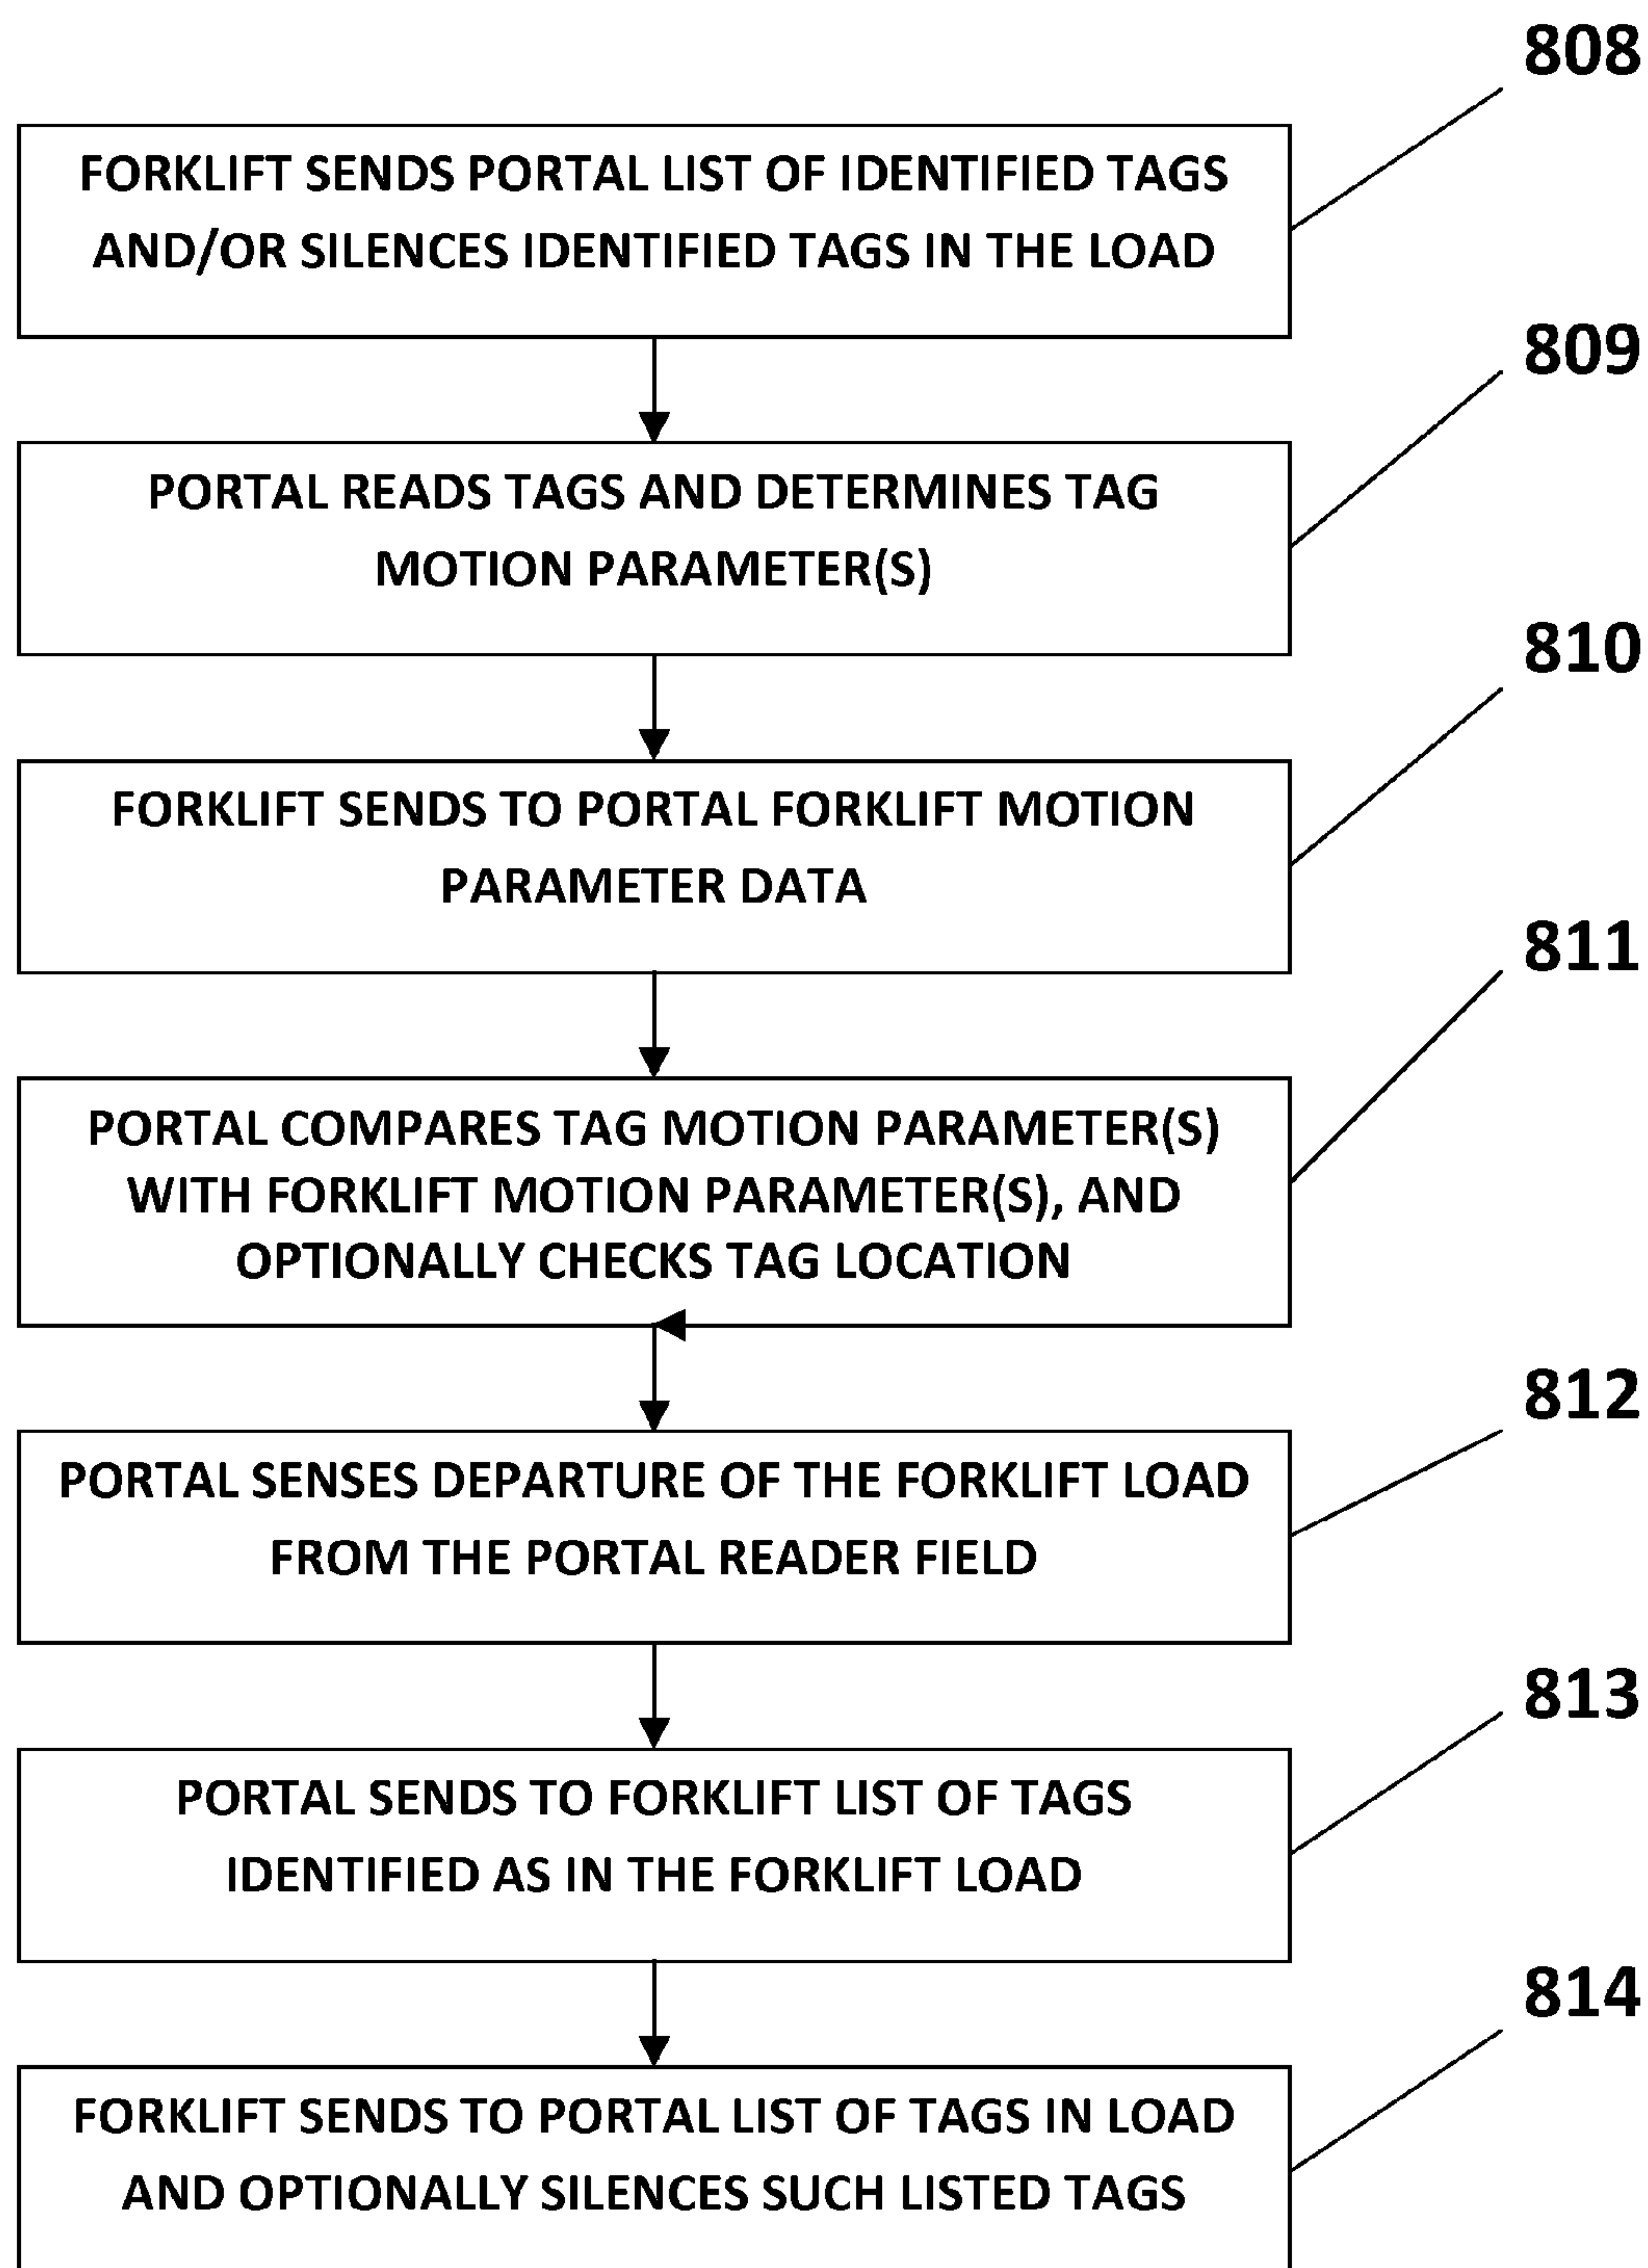 808
FORKLIFT SENDS PORTAL LIST OF IDENTIFIED TAGS
AND/OR SILENCES IDENTIFIED TAGS IN THE LOAD
809
PORTAL READS TAGS AND DETERMINES TAG
MOTION PARAMETER(S)
810
FORKLIFT SENDS TO PORTAL FORKLIFT MOTION
PARAMETER DATA
811
PORTAL COMPARES TAG MOTION PARAMETER(S)
WITH FORKLIFT MOTION PARAMETER(S), AND
OPTIONALLY CHECKS TAG LOCATION
812
PORTAL SENSES DEPARTURE OF THE FORKLIFT LOAD
FROM THE PORTAL READER FIELD
813
PORTAL SENDS TO FORKLIFT LIST OF TAGS
IDENTIFIED AS IN THE FORKLIFT LOAD
814
FORKLIFT SENDS TO PORTAL LIST OF TAGS IN LOAD
AND OPTIONALLY SILENCES SUCH LISTED TAGS